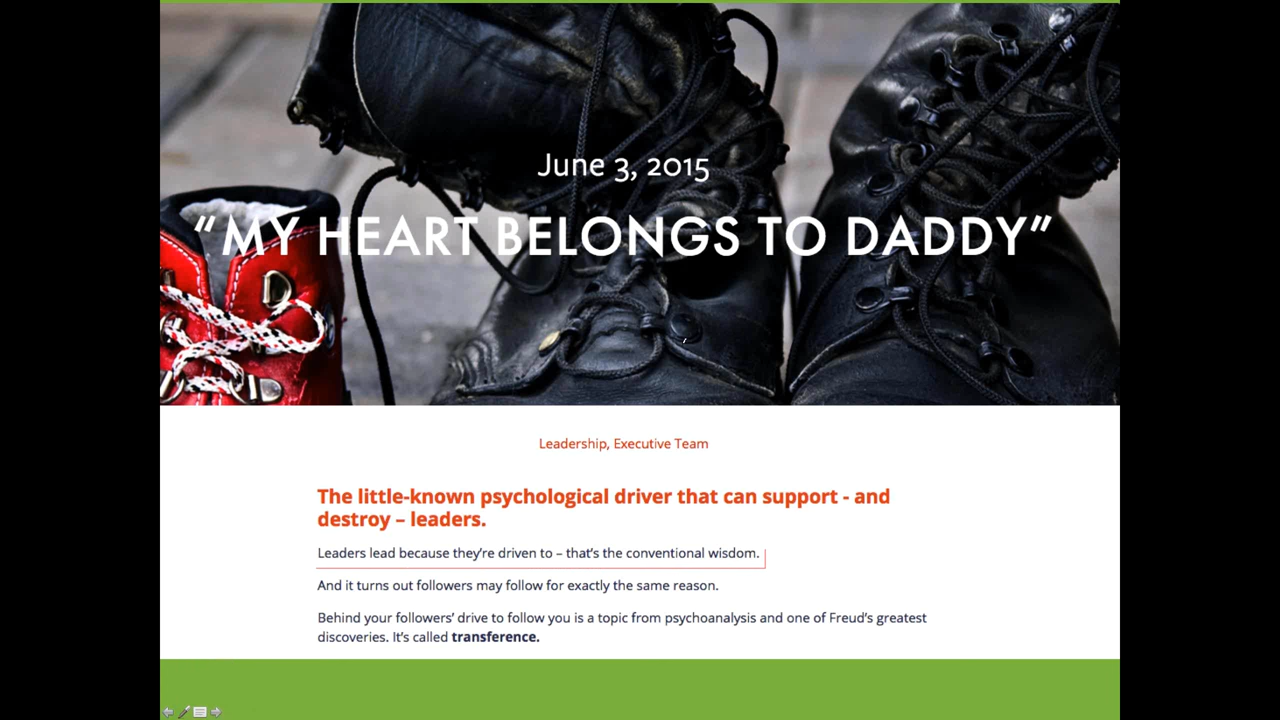 June 3, 2015
“MY HEART BELONGS TO DADDY”
Leadership, Executive Team
The little-known psychological driver that can support - and
destroy – leaders.
Leaders lead because they’re driven to – that’s the conventional wisdom.
And it turns out followers may follow for exactly the same reason.
Behind your followers’ drive to follow you is a topic from psychoanalysis and one of Freud’s greatest
discoveries. It’s called transference.